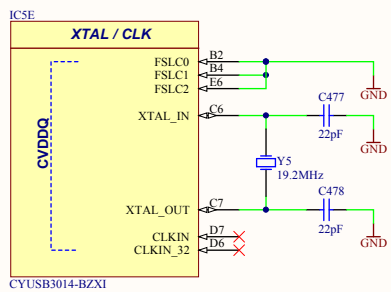 IC5E
XTAL / CLK
FSLC0
B2
FSLC1
B4
FSLC2
E6
GND
CVDDQ
XTAL_IN
C6
C477
22pF
GND
Y5
19.2MHz
XTAL_OUT
C7
C478
22pF
GND
CLKIN
D7
CLKIN_32
D6
CYUSB3014-BZXI